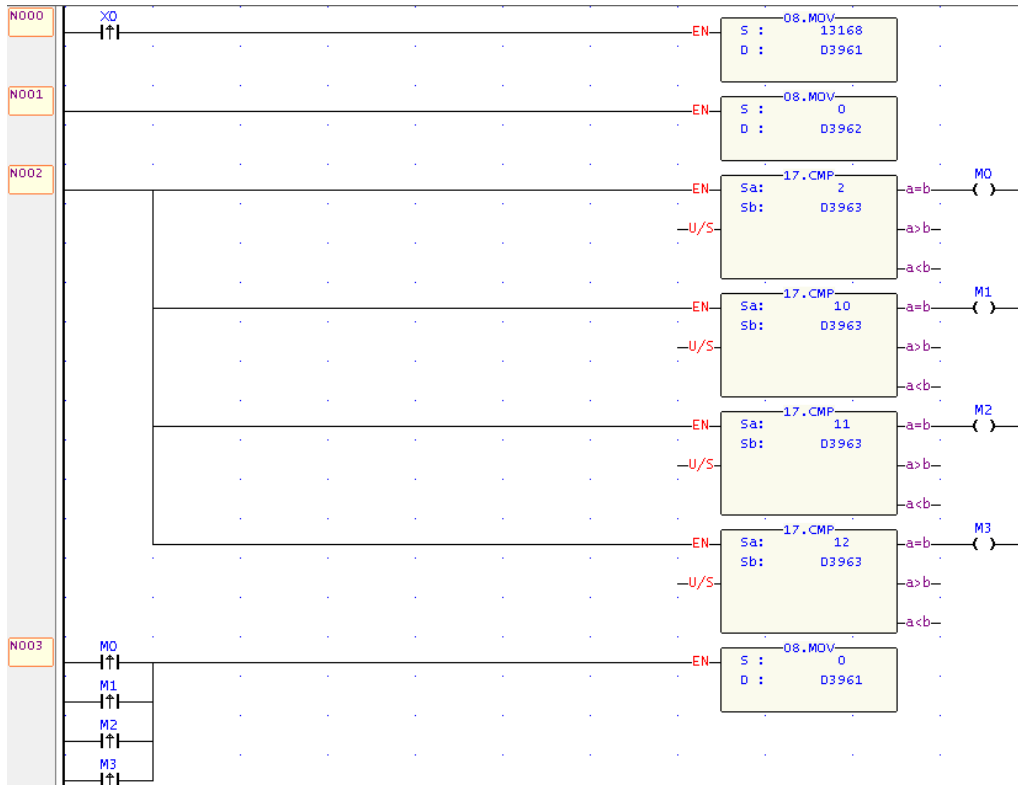 N000 X0 08.MOV
EN S : 13168
D : D3961
N001 08.MOV
EN S : 0
D : D3962
N002 17.CMP M0
EN Sa: 2 a=b
Sb: D3963
U/S a>b
a<b
17.CMP M1
EN Sa: 10 a=b
Sb: D3963
U/S a>b
a<b
17.CMP M2
EN Sa: 11 a=b
Sb: D3963
U/S a>b
a<b
17.CMP M3
EN Sa: 12 a=b
Sb: D3963
U/S a>b
a<b
N003 M0 08.MOV
EN S : 0
M1 D : D3961
M2
M3